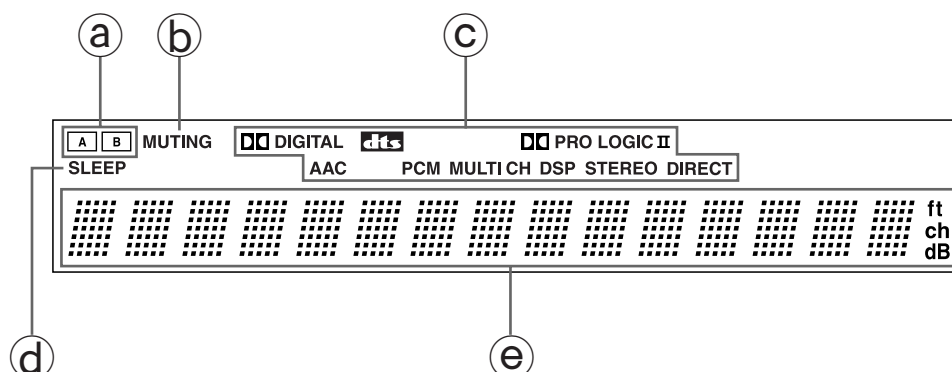 a b c
A B MUTING DIGITAL dts PRO LOGIC II
SLEEP AAC PCM MULTI CH DSP STEREO DIRECT
ft
ch
dB
d e